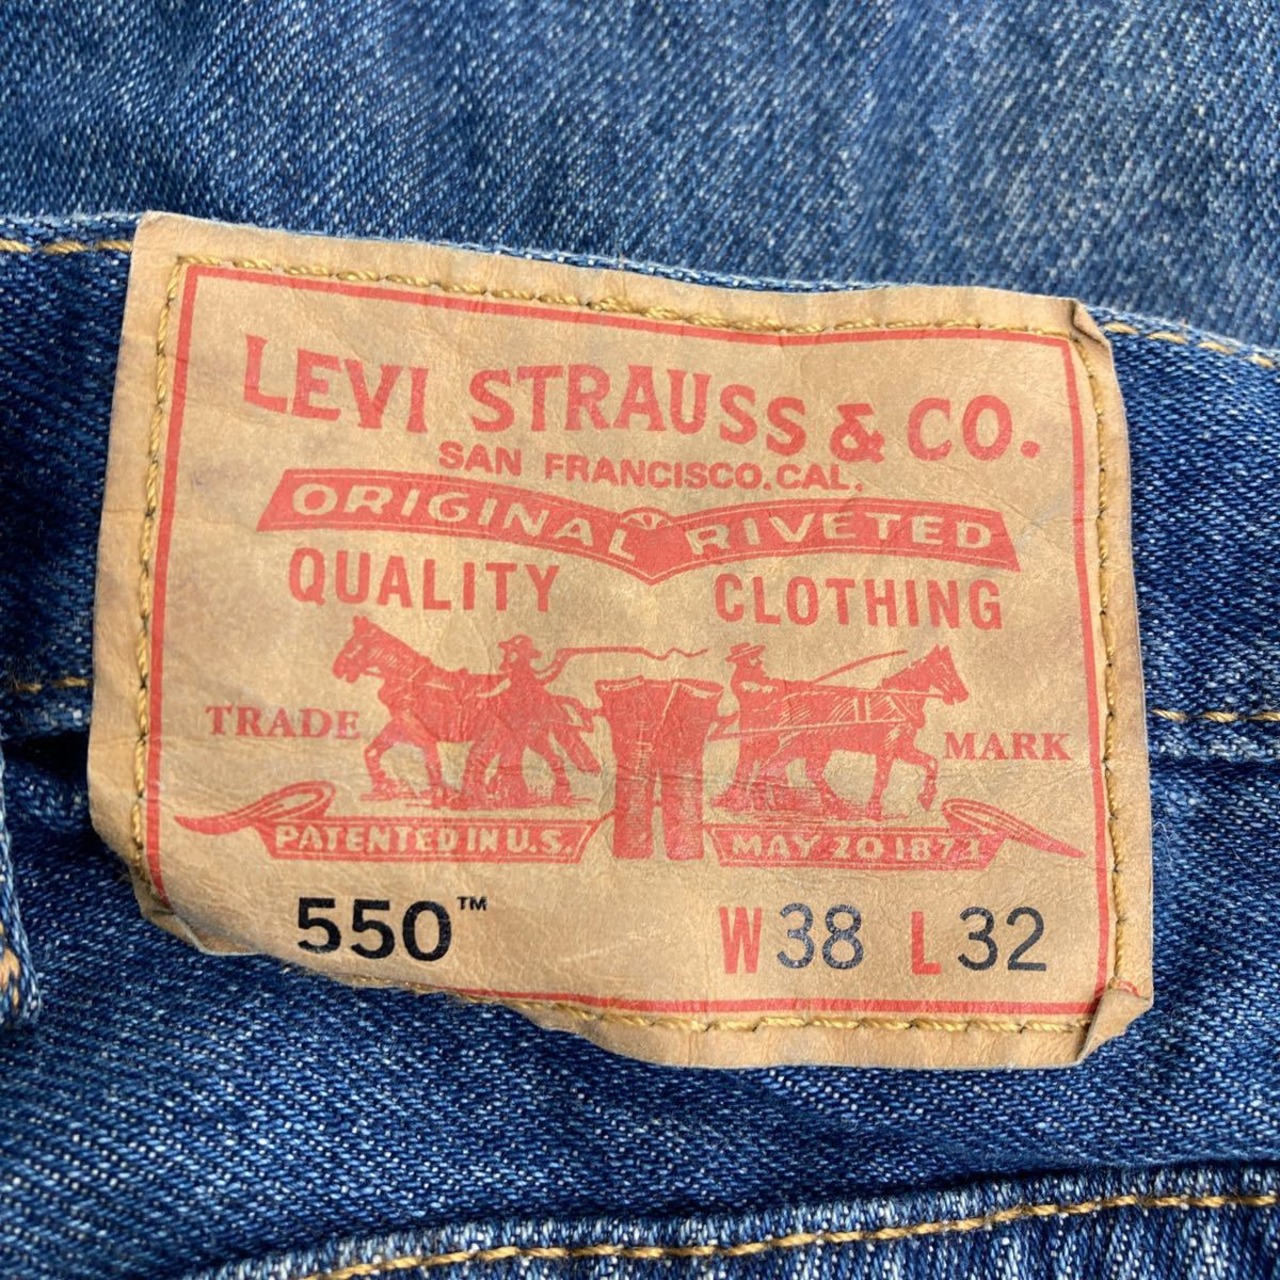 LEVI STRAUSS & CO.
SAN FRANCISCO, CAL.
ORIGINAL RIVETED
QUALITY CLOTHING
TRADE MARK
PATENTED IN U.S. MAY 20 1873
550™ W38 L32